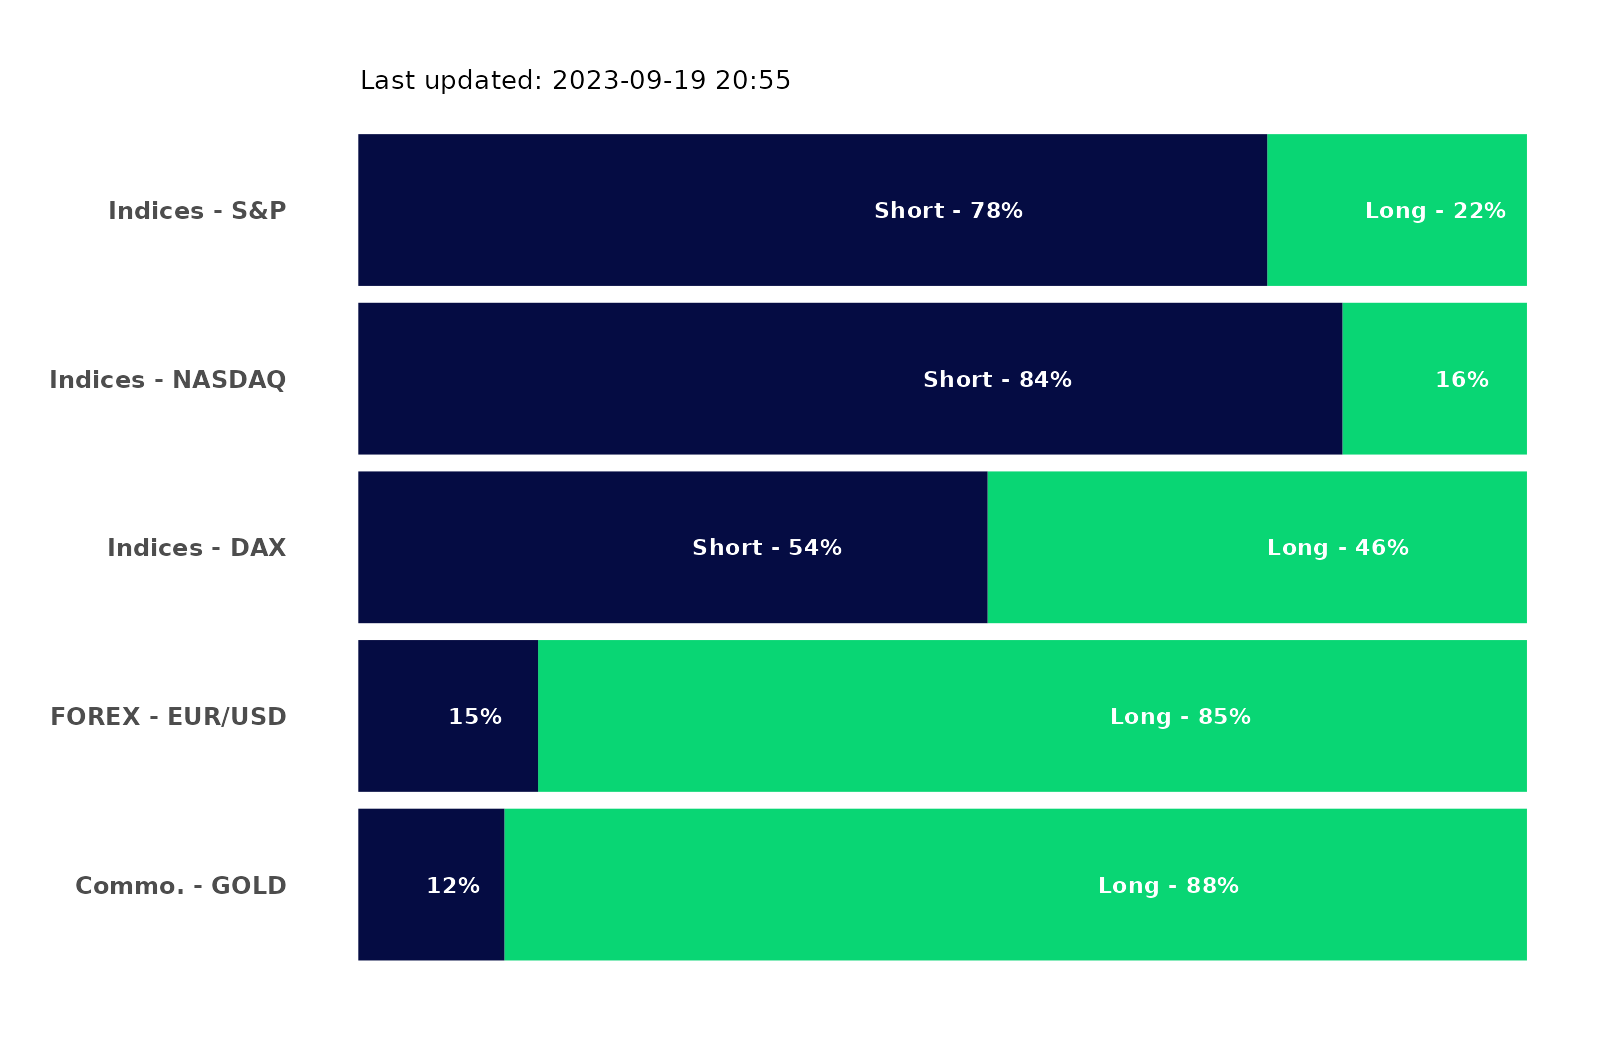 Last updated: 2023-09-19 20:55
Indices - S&P Short - 78% Long - 22%
Indices - NASDAQ Short - 84% 16%
Indices - DAX Short - 54% Long - 46%
FOREX - EUR/USD 15% Long - 85%
Commo. - GOLD 12% Long - 88%